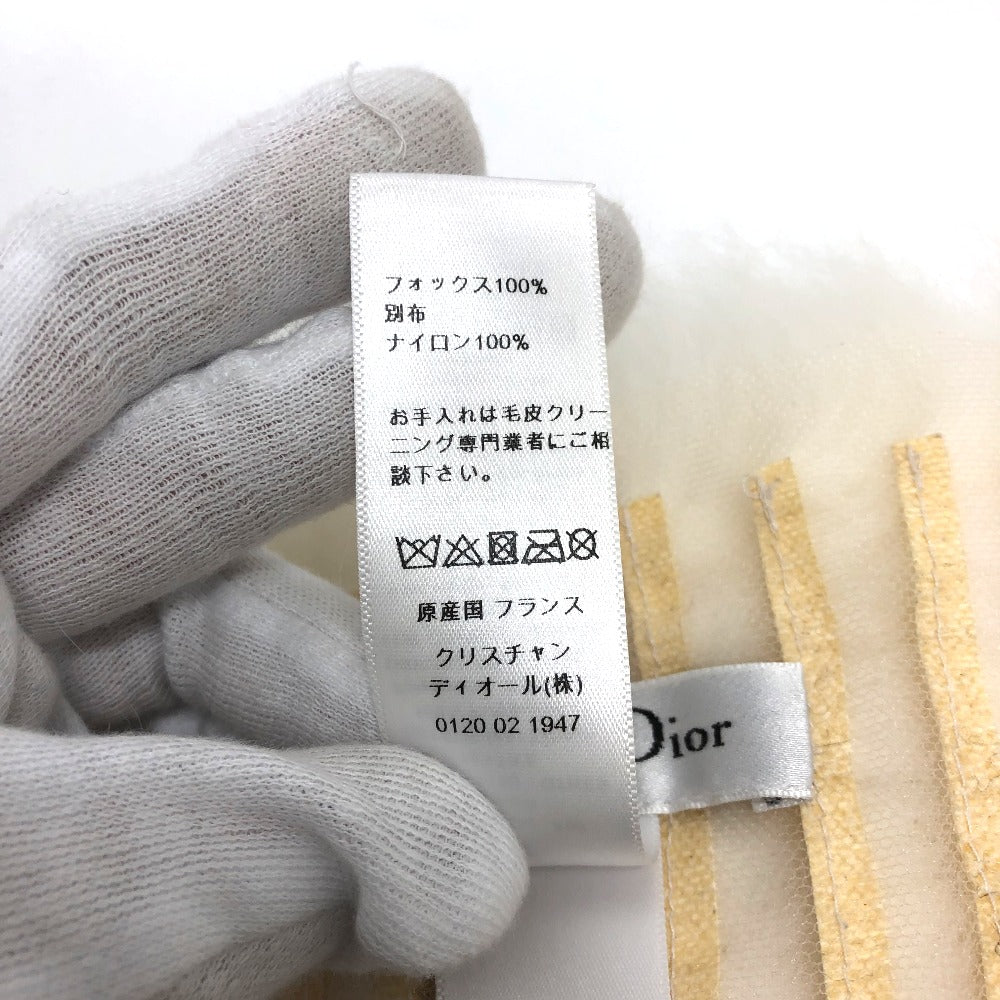 フォックス100%
別布
ナイロン100%
お手入れは毛皮クリー
ニング専門業者にご相
談下さい。
原産国 フランス
クリスチャン
ディオール(株)
0120 02 1947
Dior